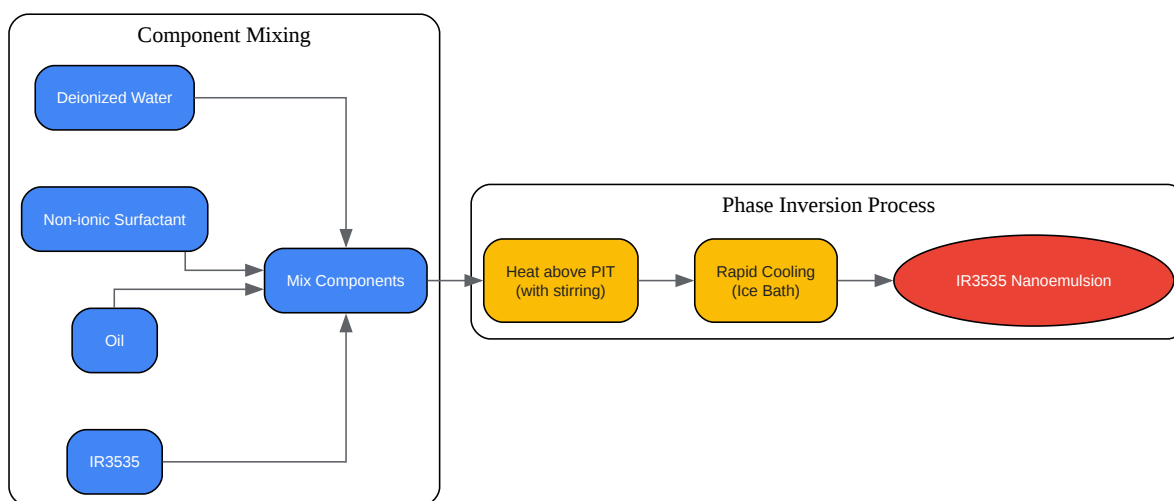 Component Mixing
Deionized Water
Non-ionic Surfactant
Oil
IR3535
Mix Components
Phase Inversion Process
Heat above PIT
(with stirring)
Rapid Cooling
(Ice Bath)
IR3535 Nanoemulsion